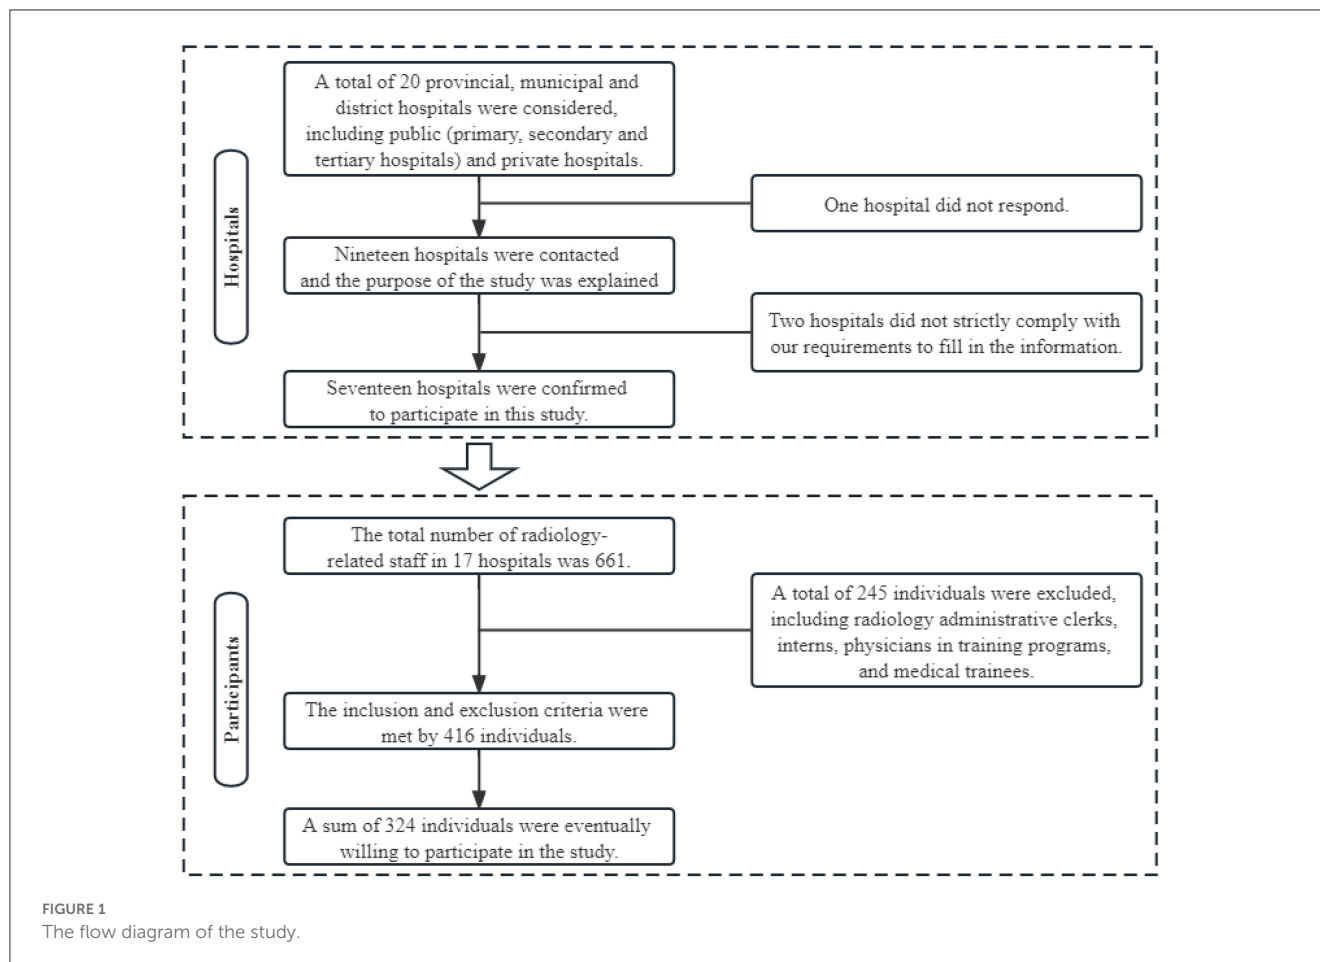 A total of 20 provincial, municipal and
district hospitals were considered,
including public (primary, secondary and
tertiary hospitals) and private hospitals.
One hospital did not respond.
Hospitals
Nineteen hospitals were contacted
and the purpose of the study was explained
Two hospitals did not strictly comply with
our requirements to fill in the information.
Seventeen hospitals were confirmed
to participate in this study.
The total number of radiology-
related staff in 17 hospitals was 661.
A total of 245 individuals were excluded,
including radiology administrative clerks,
interns, physicians in training programs,
and medical trainees.
Participants
The inclusion and exclusion criteria were
met by 416 individuals.
A sum of 324 individuals were eventually
willing to participate in the study.
FIGURE 1
The flow diagram of the study.